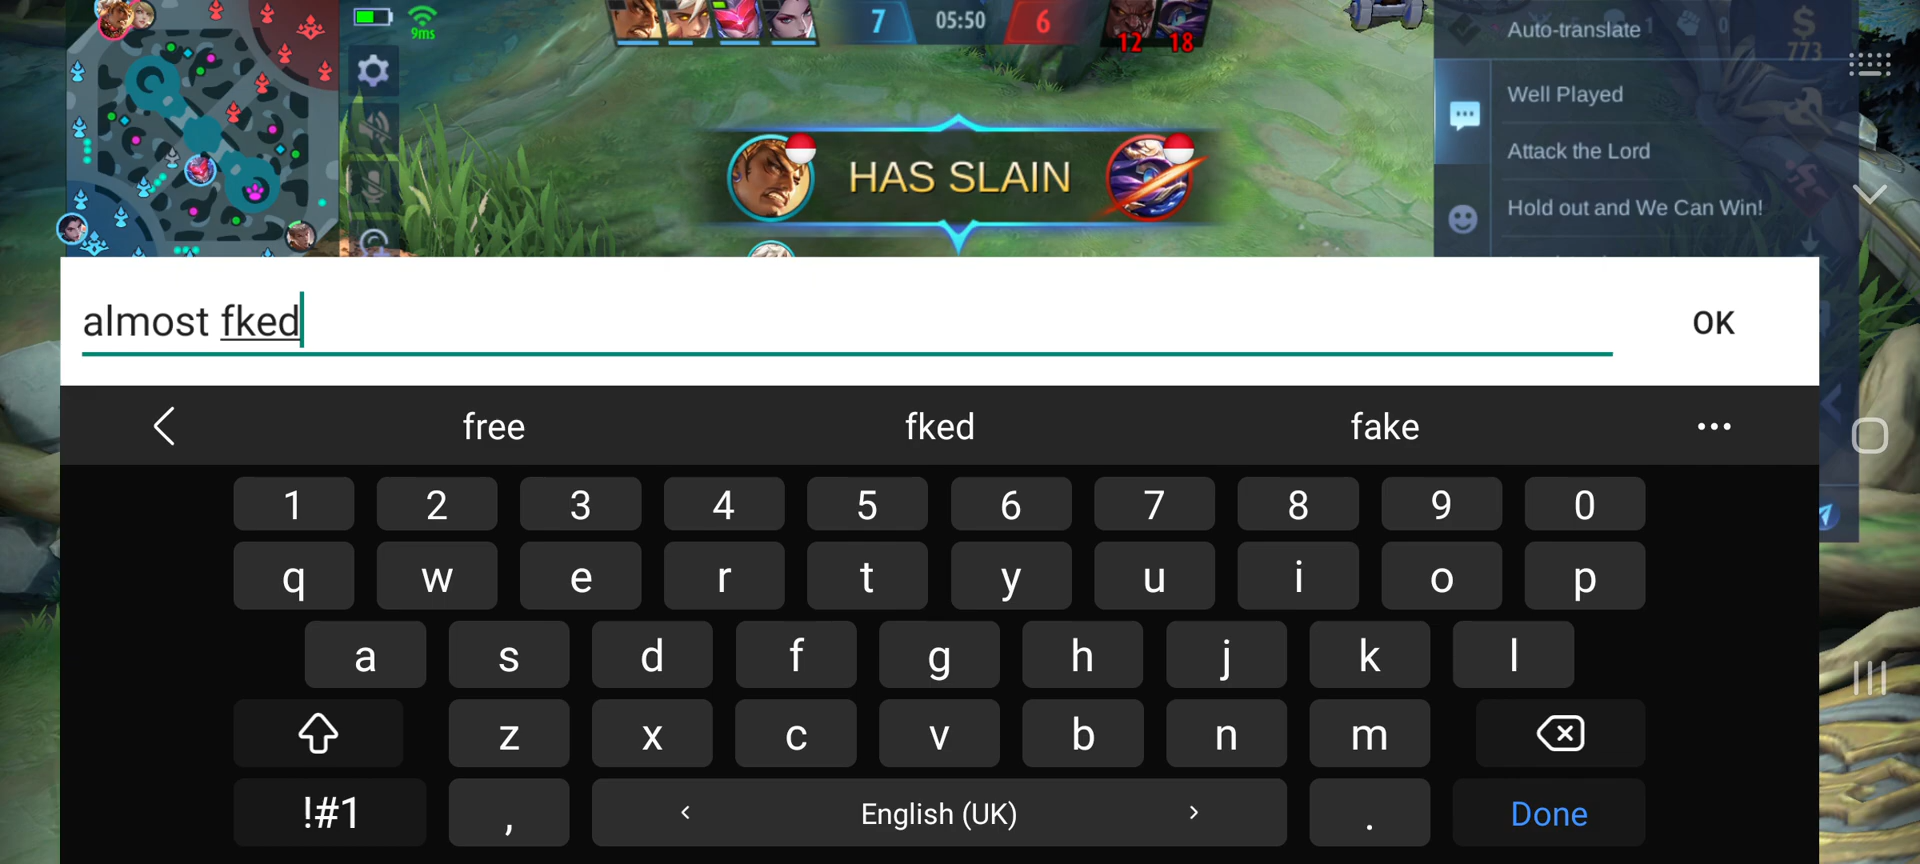 9ms
7 05:50 6
12 18
Auto-translate
$
773
Well Played
Attack the Lord
Hold out and We Can Win!
HAS SLAIN
almost fked
OK
free fked fake
1 2 3 4 5 6 7 8 9 0
q w e r t y u i o p
a s d f g h j k l
z x c v b n m
!#1 , < English (UK) > . Done